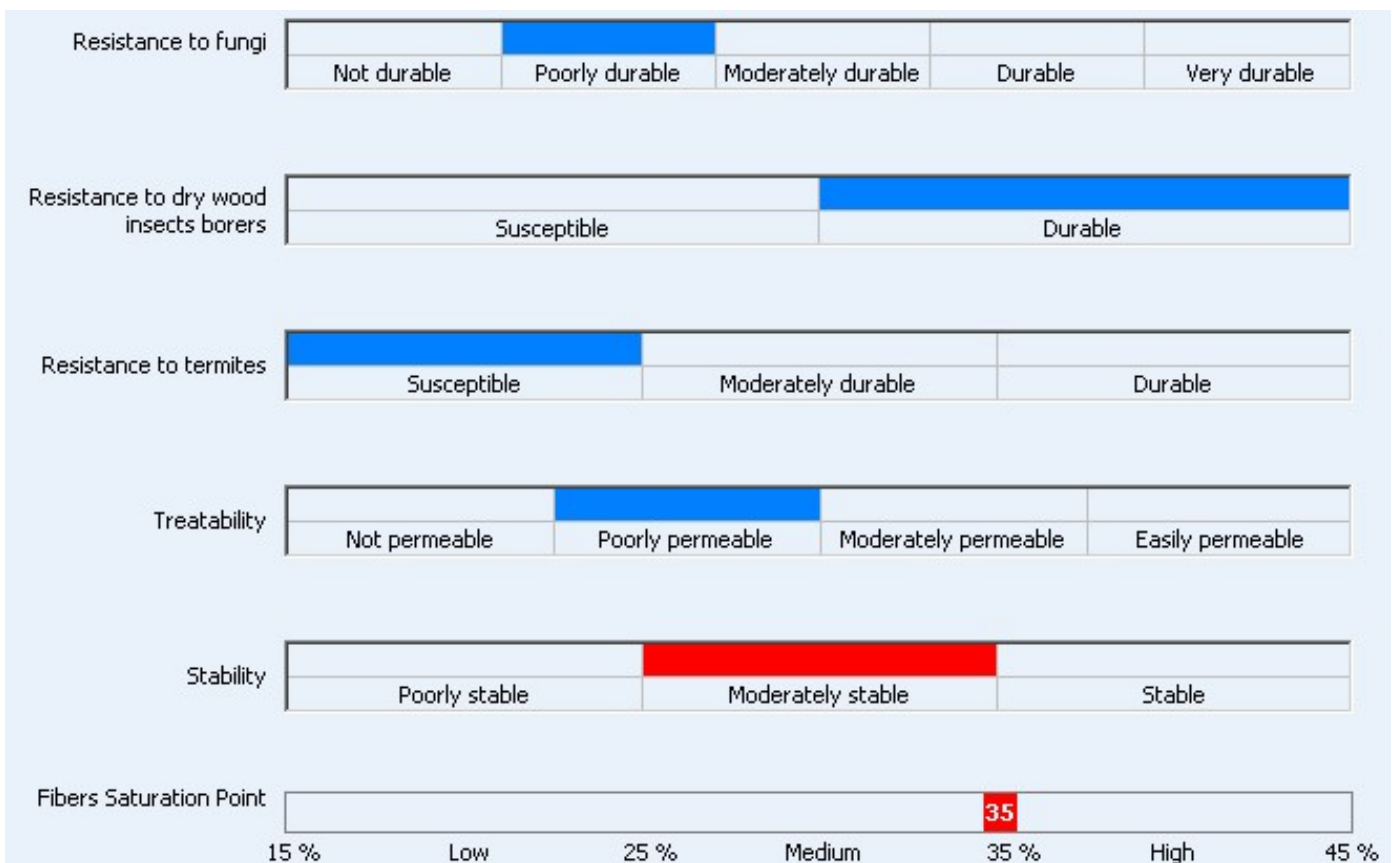 Resistance to fungi
Not durable Poorly durable Moderately durable Durable Very durable
Resistance to dry wood
insects borers
Susceptible Durable
Resistance to termites
Susceptible Moderately durable Durable
Treatability
Not permeable Poorly permeable Moderately permeable Easily permeable
Stability
Poorly stable Moderately stable Stable
Fibers Saturation Point
35
15 % Low 25 % Medium 35 % High 45 %